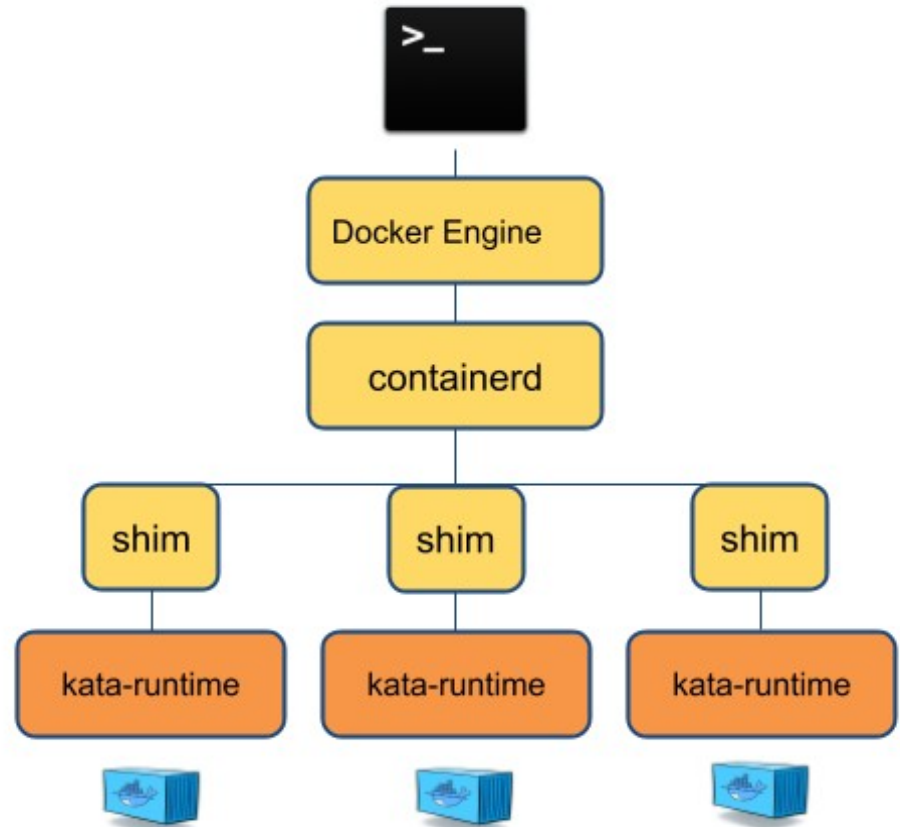 >_
Docker Engine
containerd
shim shim shim
kata-runtime kata-runtime kata-runtime